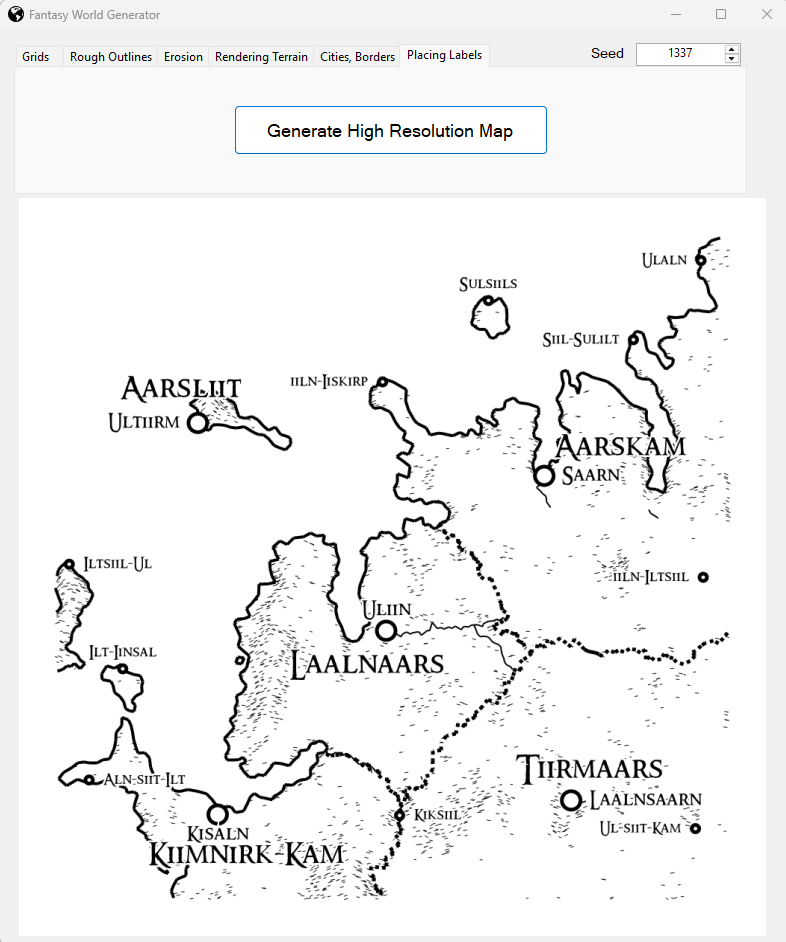 Fantasy World Generator
Grids Rough Outlines Erosion Rendering Terrain Cities, Borders Placing Labels Seed 1337
Generate High Resolution Map
Ulaln
Sulsiils
Siil-Sulilt
iiln-Iiskirp
Aarsliit
Ultiirm
Aarskam
Saarn
Iltsiil-Ul
iiln-Iltsiil
Uliin
Ilt-Iinsal
Laalnaars
Tiirmaars
Aln-siit-Ilt
Laalnsaarn
Kiksiil
Ul-siit-Kam
Kisaln
Kiimnirk-Kam